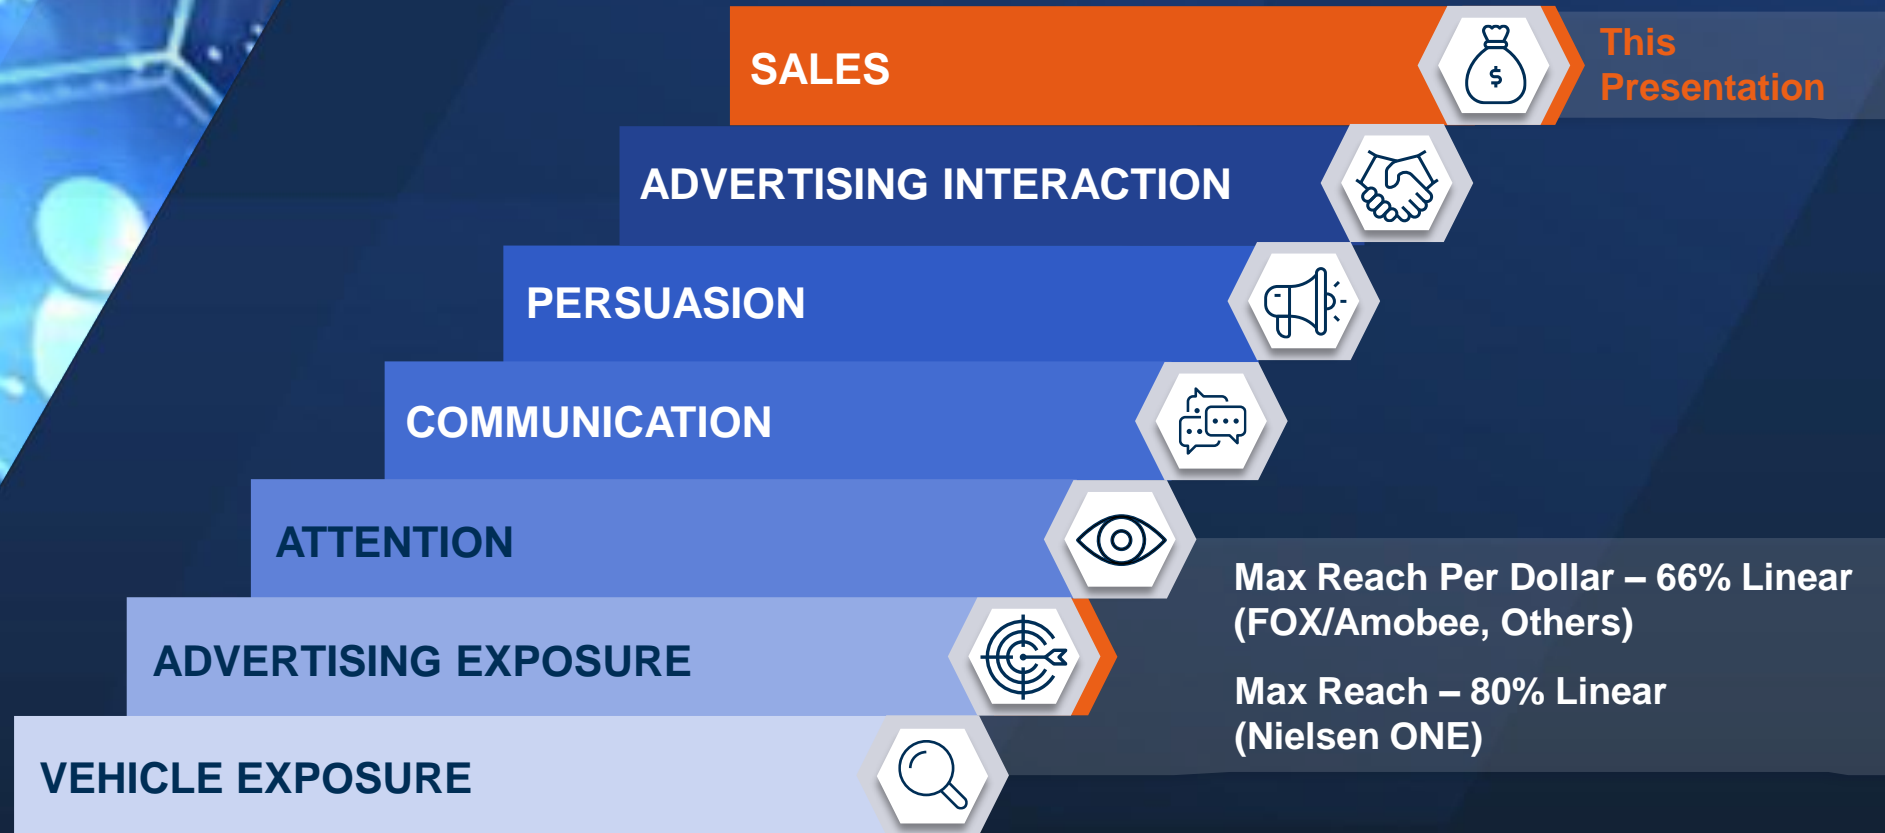 SALES
This
Presentation
ADVERTISING INTERACTION
PERSUASION
COMMUNICATION
ATTENTION
Max Reach Per Dollar – 66% Linear
(FOX/Amobee, Others)
ADVERTISING EXPOSURE
Max Reach – 80% Linear
(Nielsen ONE)
VEHICLE EXPOSURE